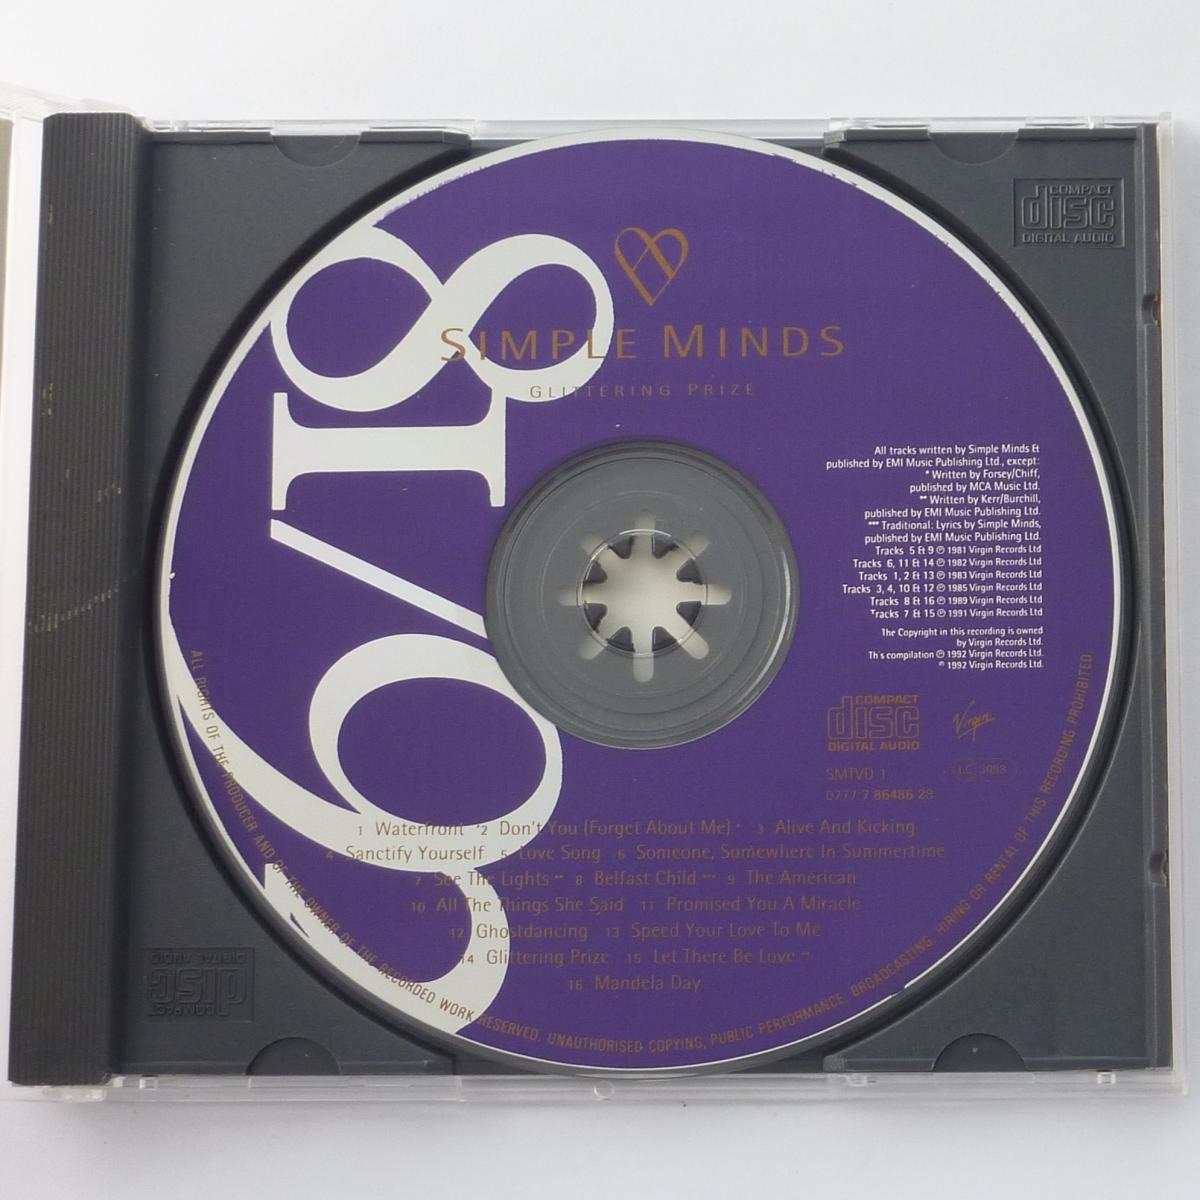 COMPACT
disc
DIGITAL AUDIO
81/92
SIMPLE MINDS
GLITTERING PRIZE
All tracks written by Simple Minds &
published by EMI Music Publishing Ltd., except:
* Written by Forsey/Chiff,
published by MCA Music Ltd.
** Written by Kerr/Burchill,
published by EMI Music Publishing Ltd.
*** Traditional: Lyrics by Simple Minds,
published by EMI Music Publishing Ltd.
Tracks 5 & 9 ℗ 1981 Virgin Records Ltd
Tracks 6, 11 & 14 ℗ 1982 Virgin Records Ltd
Tracks 1, 2 & 13 ℗ 1983 Virgin Records Ltd
Tracks 3, 4, 10 & 12 ℗ 1985 Virgin Records Ltd
Tracks 8 & 16 ℗ 1989 Virgin Records Ltd
Tracks 7 & 15 ℗ 1991 Virgin Records Ltd
The Copyright in this recording is owned
by Virgin Records Ltd.
This compilation ℗ 1992 Virgin Records Ltd.
© 1992 Virgin Records Ltd.
COMPACT
disc
DIGITAL AUDIO
Virgin
SMTVD 1
LC 3098
0777 7 86486 28
1 Waterfront 2 Don't You (Forget About Me) * 3 Alive And Kicking
4 Sanctify Yourself 5 Love Song 6 Someone, Somewhere In Summertime
7 See The Lights ** 8 Belfast Child *** 9 The American
10 All The Things She Said 11 Promised You A Miracle
12 Ghostdancing 13 Speed Your Love To Me
14 Glittering Prize 15 Let There Be Love **
16 Mandela Day
ALL RIGHTS OF THE PRODUCER AND OF THE OWNER OF THE RECORDED WORK RESERVED. UNAUTHORISED COPYING, PUBLIC PERFORMANCE, BROADCASTING, HIRING OR RENTAL OF THIS RECORDING PROHIBITED.
COMPACT
disc
DIGITAL AUDIO